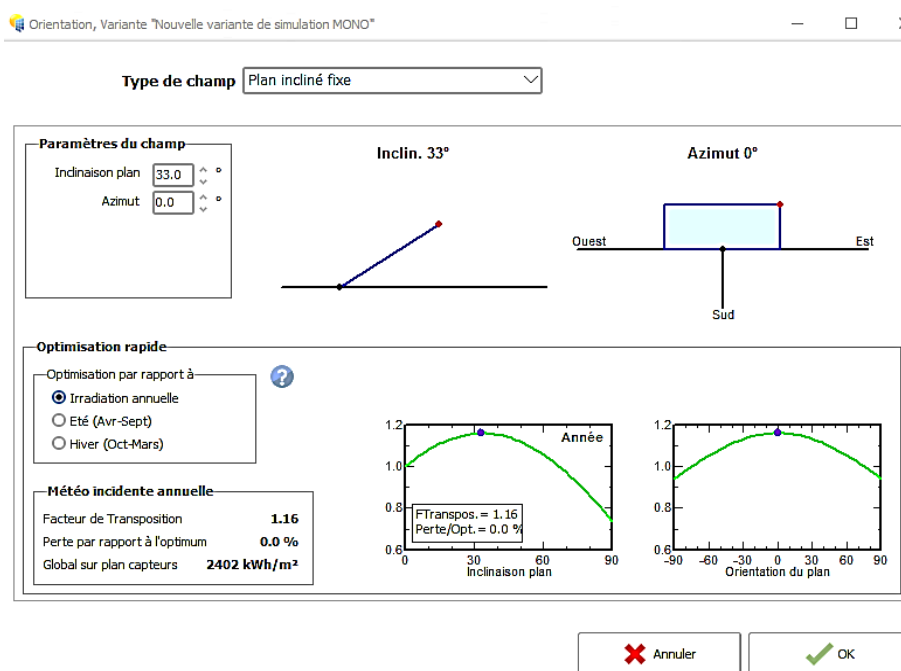 Orientation, Variante "Nouvelle variante de simulation MONO"
Type de champ Plan incliné fixe
Paramètres du champ
Inclinaison plan 33.0 °
Azimut 0.0 °
Inclin. 33°
Azimut 0°
Ouest
Est
Sud
Optimisation rapide
Optimisation par rapport à
Irradiation annuelle
Eté (Avr-Sept)
Hiver (Oct-Mars)
?
Météo incidente annuelle
Facteur de Transposition 1.16
Perte par rapport à l'optimum 0.0 %
Global sur plan capteurs 2402 kWh/m²
1.2
1.0
0.8
0.6
Année
FTranspos.= 1.16
Perte/Opt.= 0.0 %
0 30 60 90
Inclinaison plan
1.2
1.0
0.8
0.6
-90 -60 -30 0 30 60 90
Orientation du plan
Annuler
OK